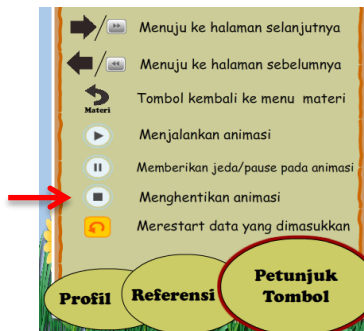 Menuju ke halaman selanjutnya
Menuju ke halaman sebelumnya
Materi
Tombol kembali ke menu materi
Menjalankan animasi
Memberikan jeda/pause pada animasi
Menghentikan animasi
Merestart data yang dimasukkan
Profil
Referensi
Petunjuk
Tombol